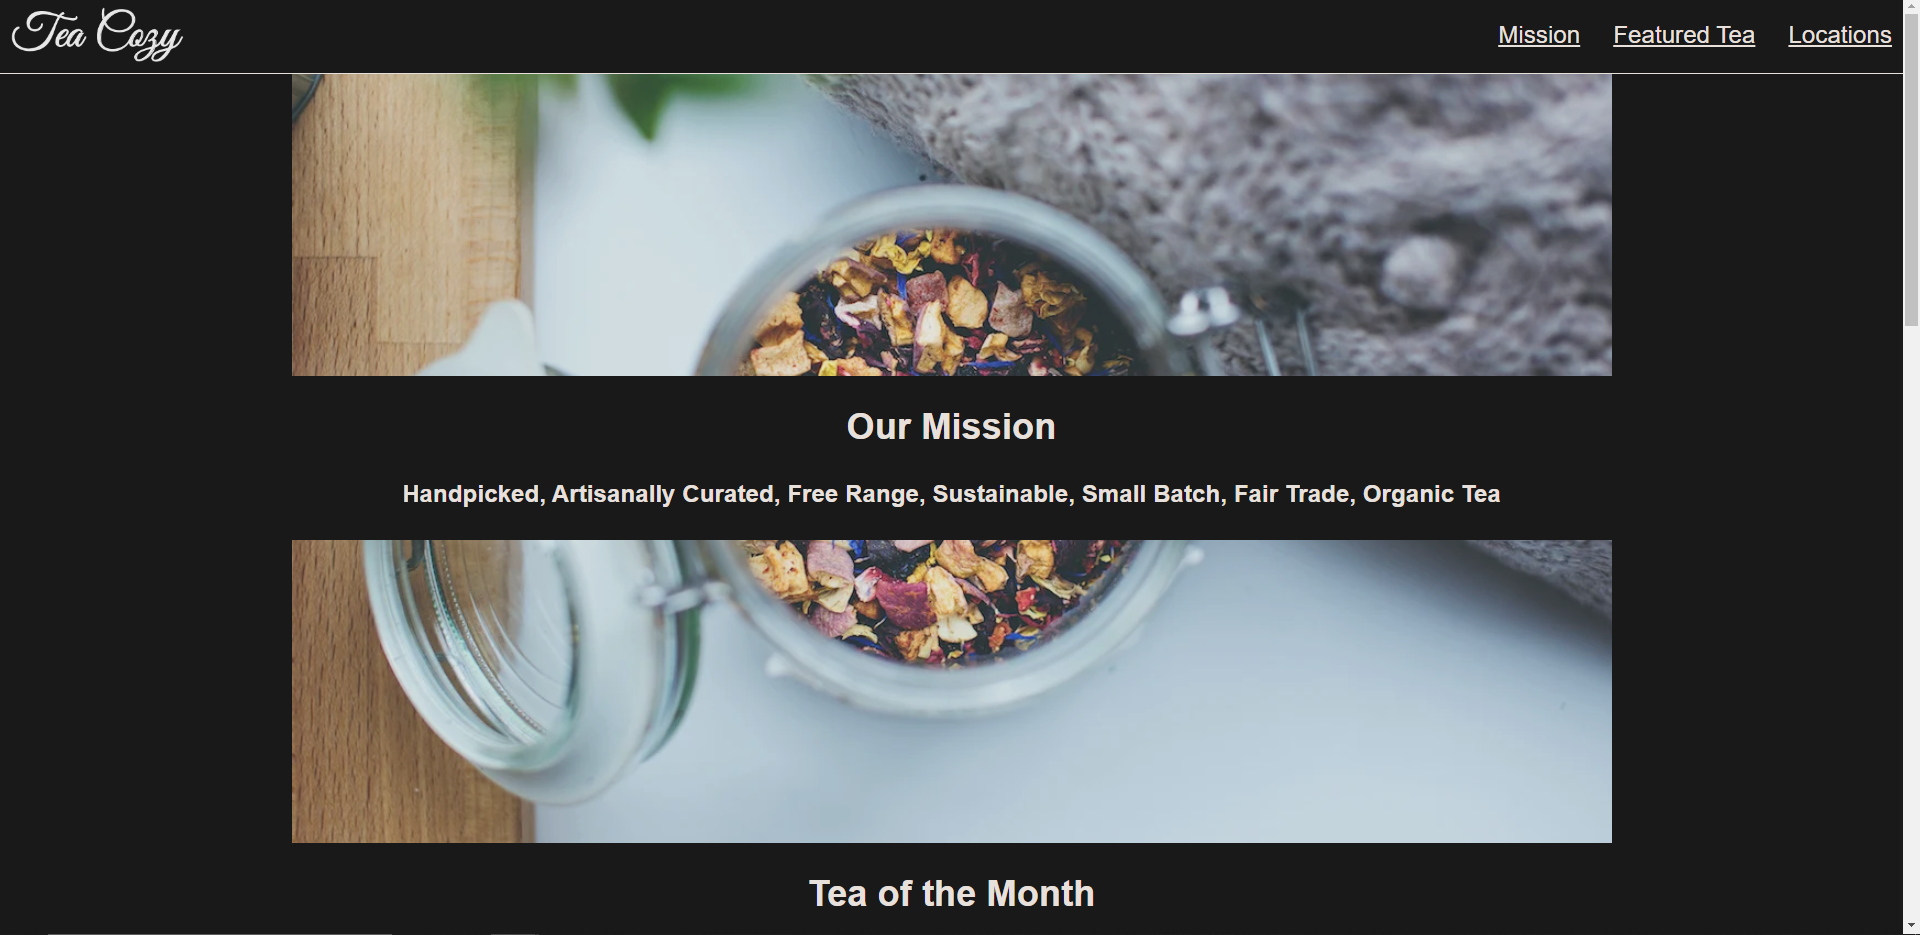 Tea Cozy
Mission Featured Tea Locations
Our Mission
Handpicked, Artisanally Curated, Free Range, Sustainable, Small Batch, Fair Trade, Organic Tea
Tea of the Month